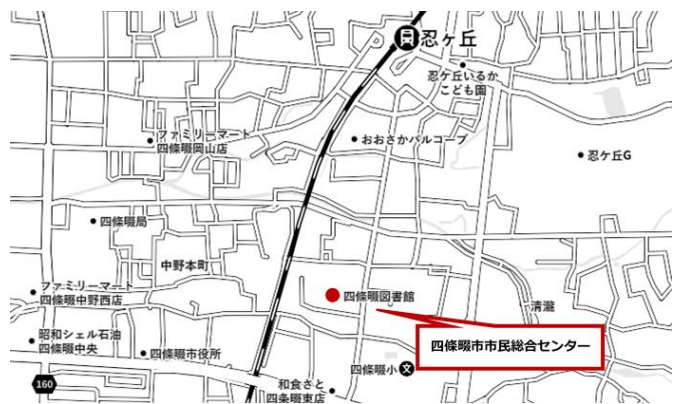 忍ケ丘
忍ケ丘いるか
こども園
ファミリーマート
四條畷岡山店
おおさかパルコープ
忍ケ丘G
四條畷局
中野本町
ファミリーマート
四條畷中野西店
四條畷図書館
清瀧
昭和シェル石油
四條畷中央
四條畷市役所
四條畷市市民総合センター
四條畷小
文
160
和食さと
四条畷東店